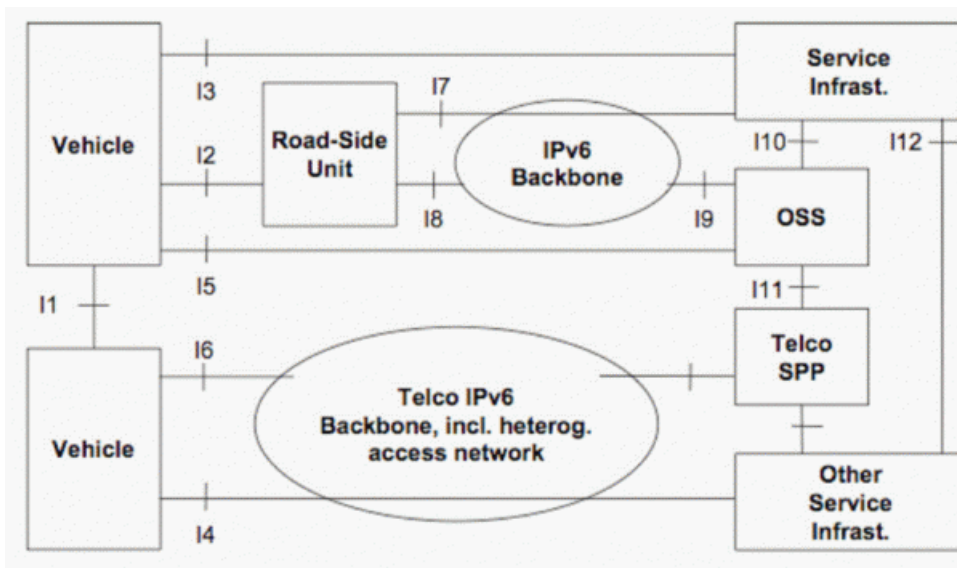 Service
Infrast.
I3
I7
Vehicle
Road-Side
Unit
I2
IPv6
Backbone
I10
I12
I8
I9
OSS
I5
I1
I11
I6
Telco
SPP
Telco IPv6
Backbone, incl. heterog.
access network
Vehicle
Other
Service
Infrast.
I4